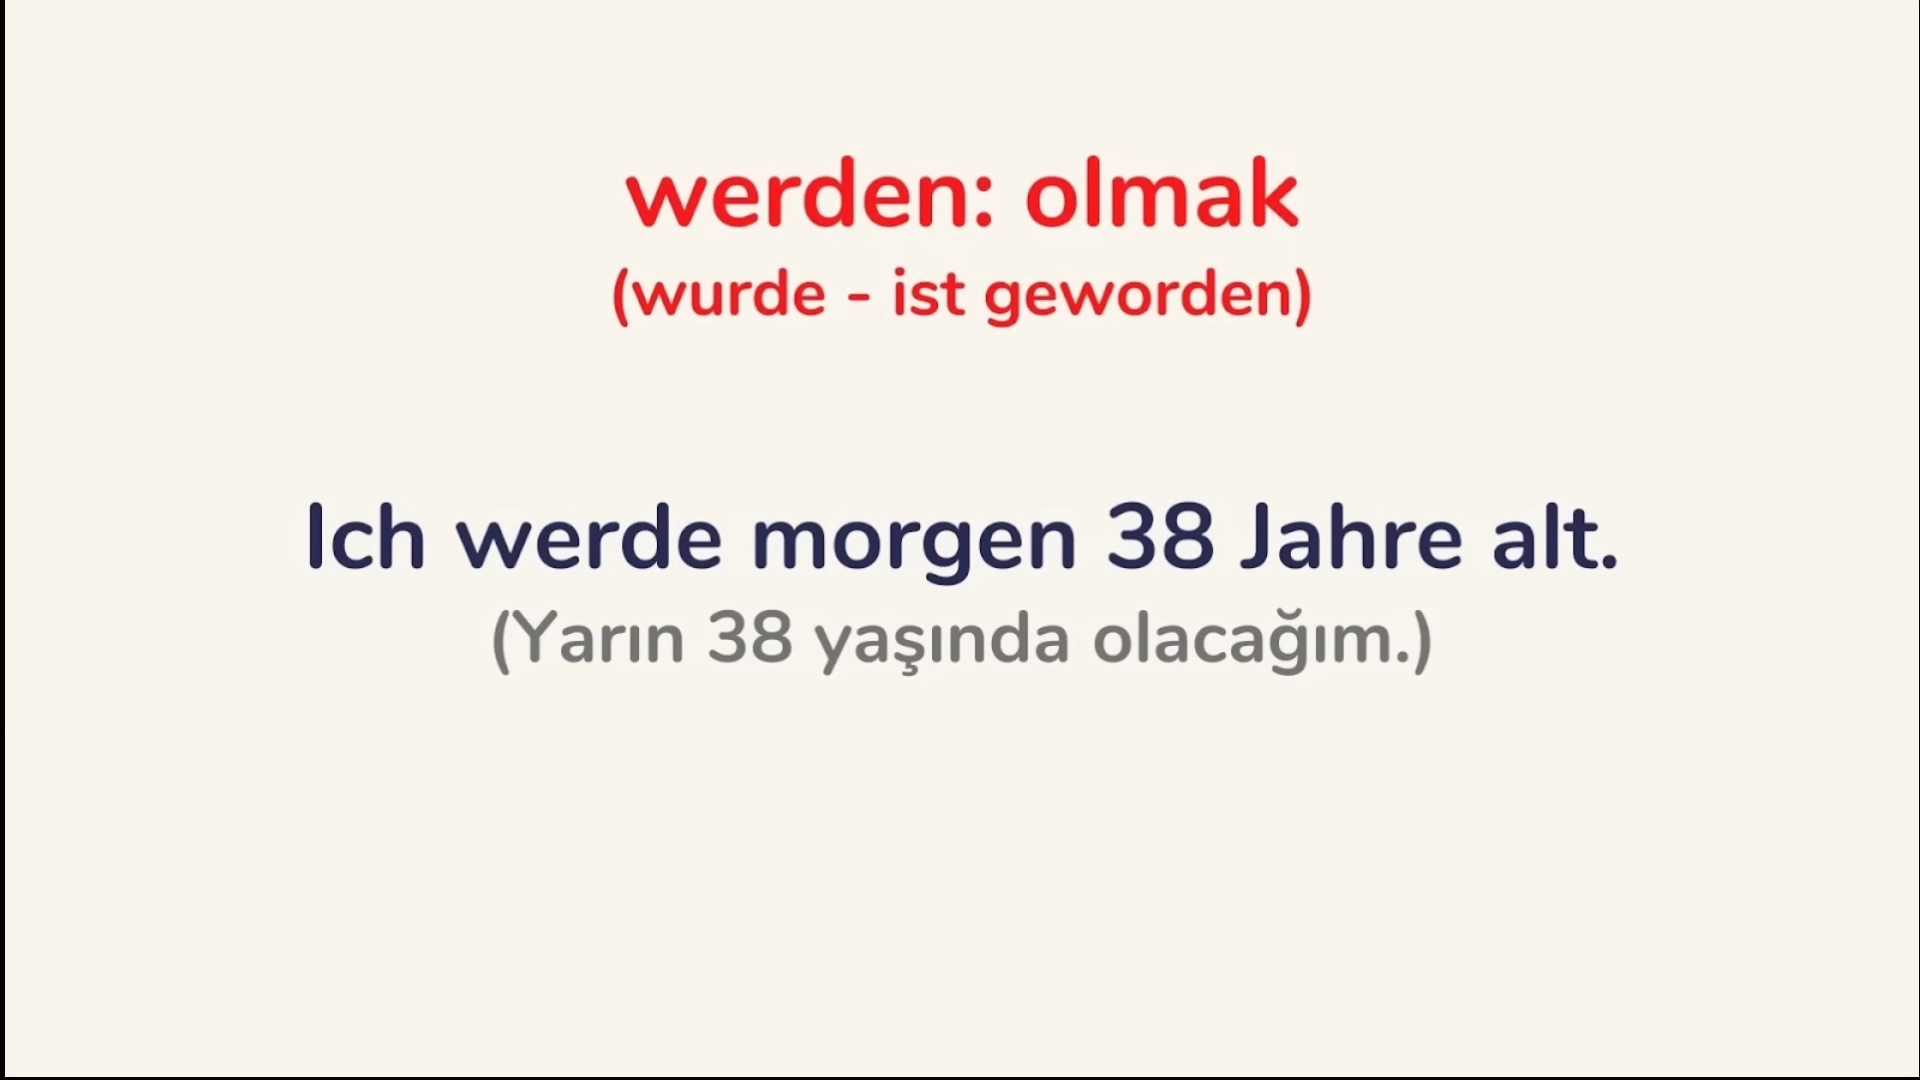 werden: olmak
(wurde - ist geworden)
Ich werde morgen 38 Jahre alt.
(Yarın 38 yaşında olacağım.)